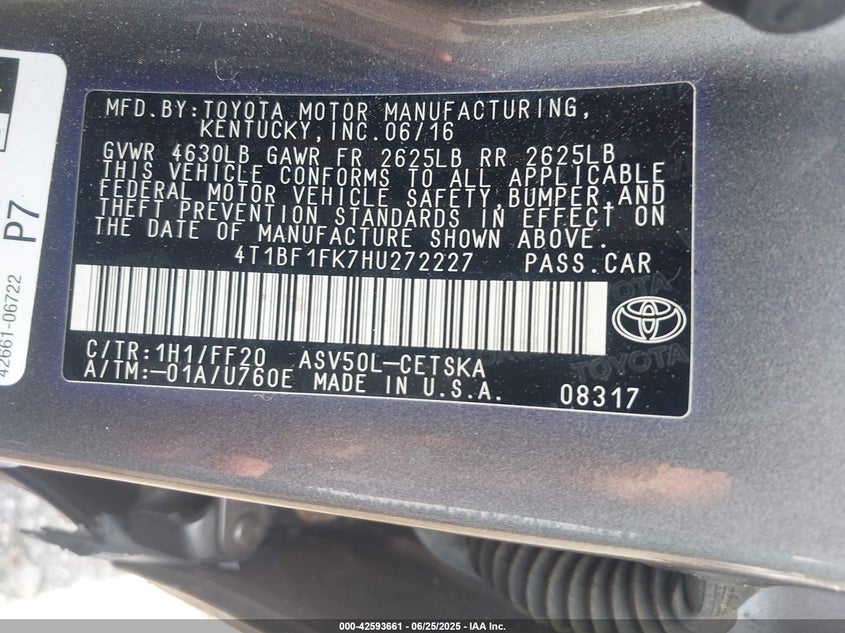 MFD.BY:TOYOTA MOTOR MANUFACTURING,
KENTUCKY,INC.06/16
GVWR 4630LB GAWR FR 2625LB RR 2625LB
THIS VEHICLE CONFORMS TO ALL APPLICABLE
FEDERAL MOTOR VEHICLE SAFETY,BUMPER,AND
THEFT PREVENTION STANDARDS IN EFFECT ON
THE DATE OF MANUFACTURE SHOWN ABOVE.
4T1BF1FK7HU272227 PASS.CAR
C/TR:1H1/FF20 ASV50L-CETSKA
A/TM:-01A/U760E MADE IN U.S.A. 08317
P7
42661-06722
000-42593661 - 06/25/2025 - IAA Inc.